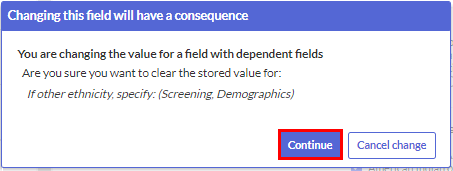 Changing this field will have a consequence
You are changing the value for a field with dependent fields
Are you sure you want to clear the stored value for:
If other ethnicity, specify: (Screening, Demographics)
Continue
Cancel change